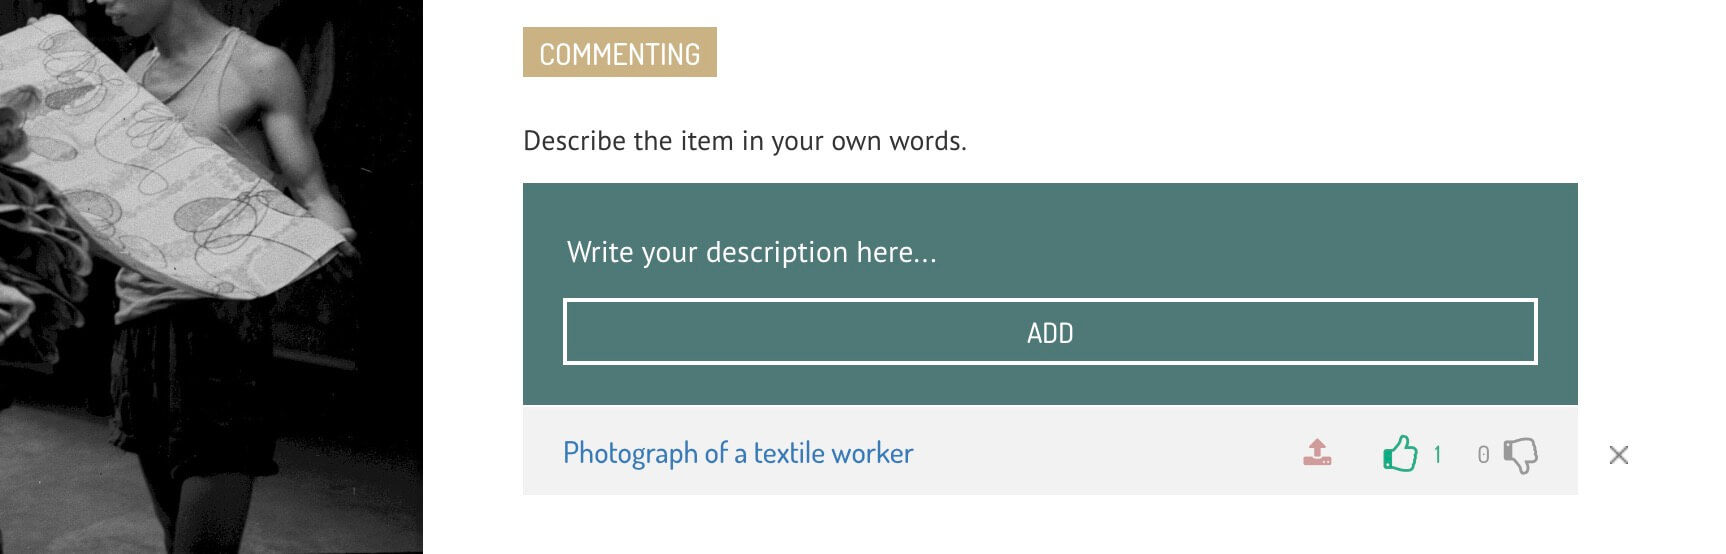 COMMENTING
Describe the item in your own words.
Write your description here...
ADD
Photograph of a textile worker
1
0